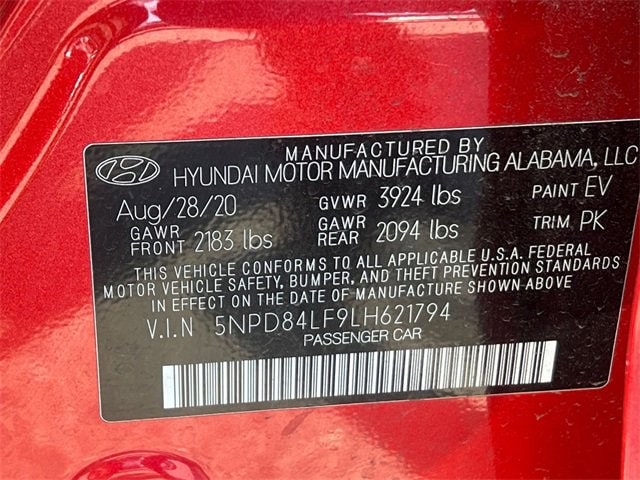 MANUFACTURED BY
HYUNDAI MOTOR MANUFACTURING ALABAMA, LLC
Aug/28/20 GVWR 3924 lbs PAINT EV
GAWR FRONT 2183 lbs GAWR REAR 2094 lbs TRIM PK
THIS VEHICLE CONFORMS TO ALL APPLICABLE U.S.A. FEDERAL
MOTOR VEHICLE SAFETY, BUMPER, AND THEFT PREVENTION STANDARDS
IN EFFECT ON THE DATE OF MANUFACTURE SHOWN ABOVE
V.I.N 5NPD84LF9LH621794
PASSENGER CAR